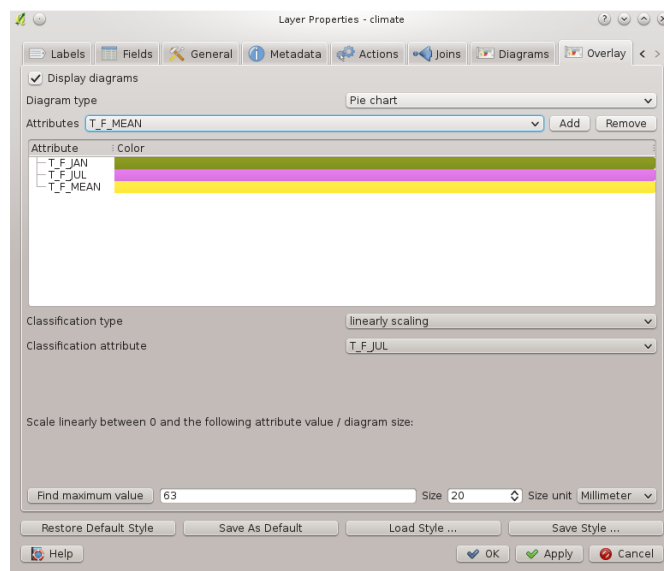 Layer Properties - climate
Labels Fields General Metadata Actions Joins Diagrams Overlay
Display diagrams
Diagram type Pie chart
Attributes T_F_MEAN Add Remove
Attribute Color
T_F_JAN
T_F_JUL
T_F_MEAN
Classification type linearly scaling
Classification attribute T_F_JUL
Scale linearly between 0 and the following attribute value / diagram size:
Find maximum value 63 Size 20 Size unit Millimeter
Restore Default Style Save As Default Load Style ... Save Style ...
Help OK Apply Cancel